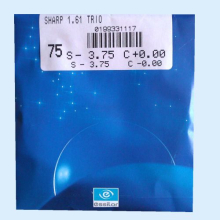 SHARP 1.61 TRIO
0199331117
75 S- 3.75 C+0.00
S - 3.75 C -0.00
essilor